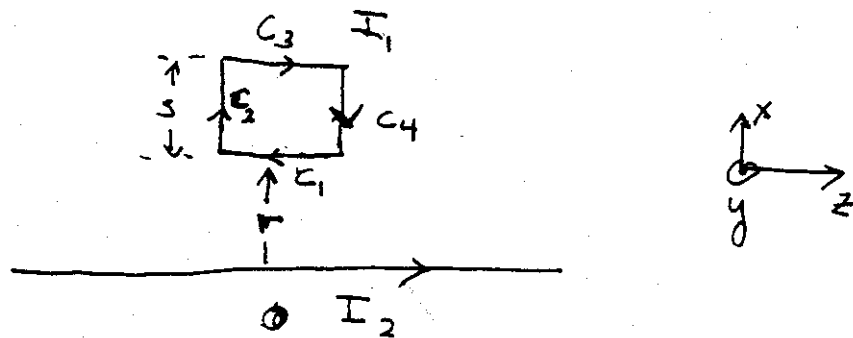 C₃ I₁
s C₂ C₄ x
C₁ y z
r
I₂